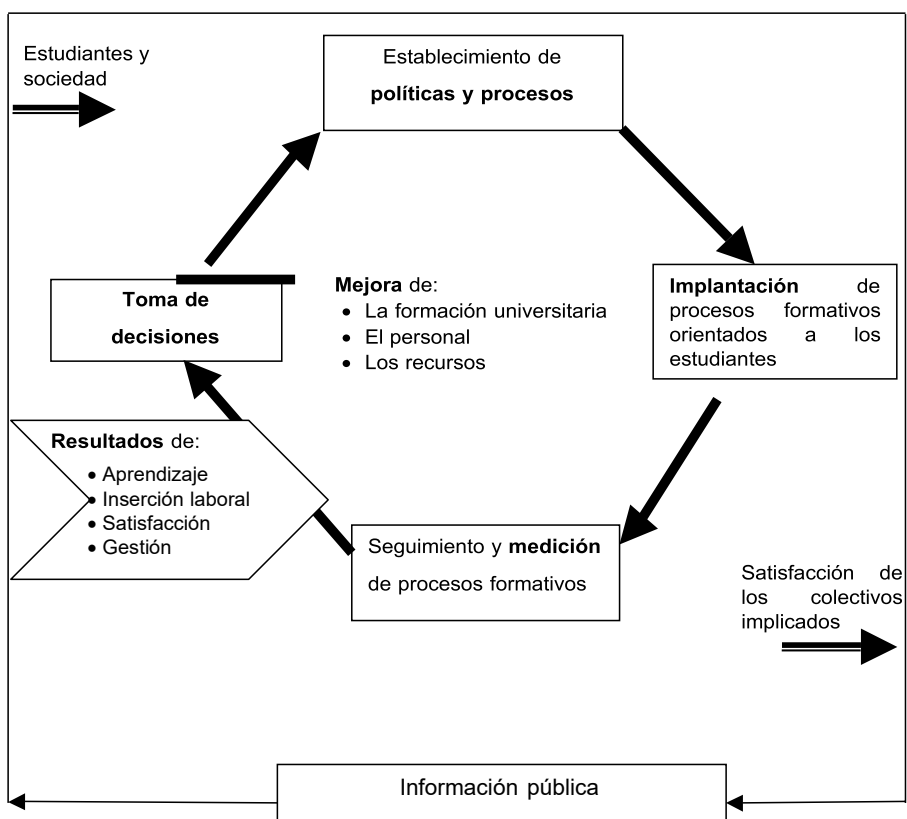 Estudiantes y
sociedad
Establecimiento de
políticas y procesos
Toma de
decisiones
Mejora de:
• La formación universitaria
• El personal
• Los recursos
Implantación de
procesos formativos
orientados a los
estudiantes
Resultados de:
• Aprendizaje
• Inserción laboral
• Satisfacción
• Gestión
Seguimiento y medición
de procesos formativos
Satisfacción de
los colectivos
implicados
Información pública